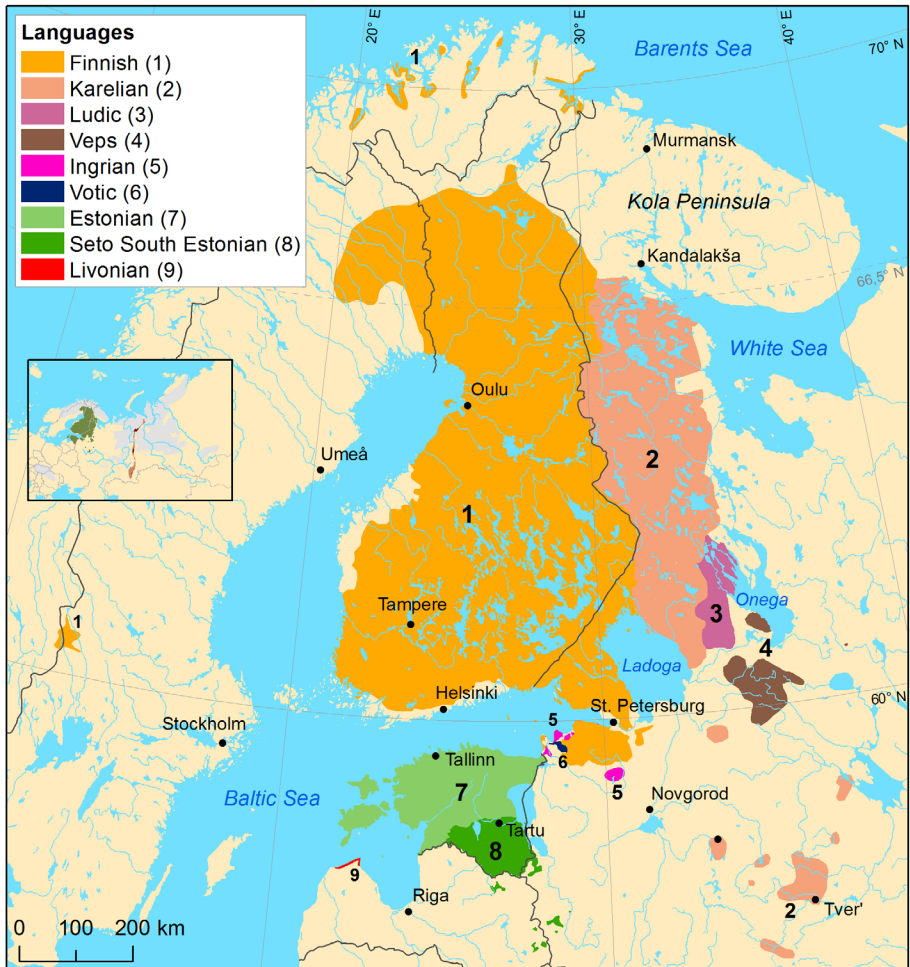 Languages
Finnish (1)
Karelian (2)
Ludic (3)
Veps (4)
Ingrian (5)
Votic (6)
Estonian (7)
Seto South Estonian (8)
Livonian (9)
20° E
30° E
40° E
70° N
1
Barents Sea
Murmansk
Kola Peninsula
Kandalakša
66,5° N
White Sea
Oulu
Umeå
2
1
Tampere
Onega
3
1
4
Ladoga
Helsinki
60° N
St. Petersburg
Stockholm
5
6
Tallinn
5
7
Baltic Sea
Novgorod
Tartu
8
9
Riga
2
Tver'
0
100
200 km